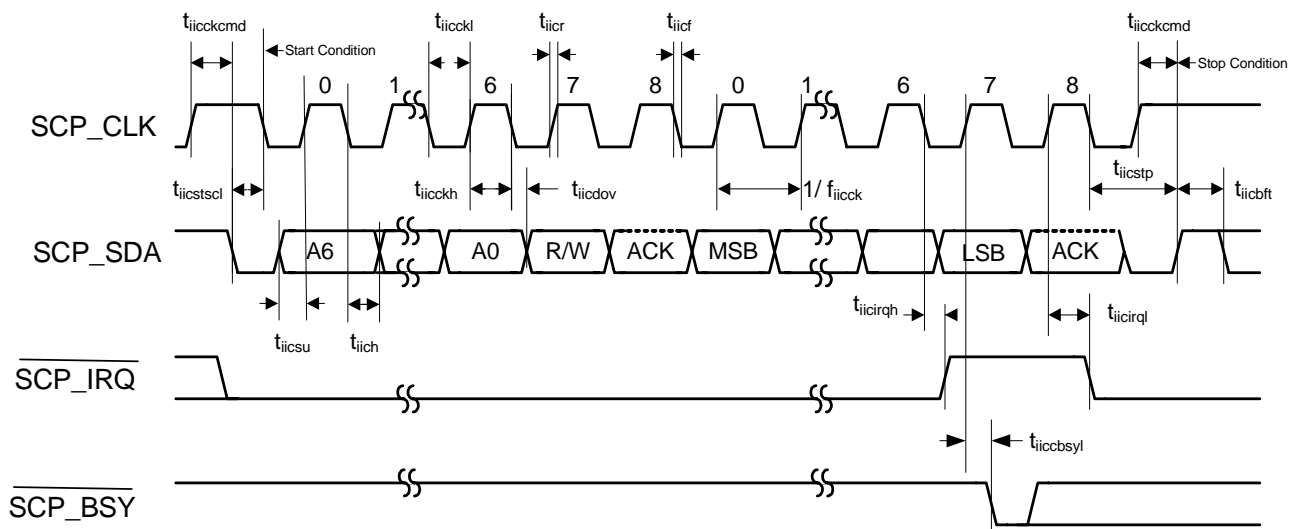 tiicckcmd
tiicckl
tiicr
tiicf
tiicckcmd
Start Condition
Stop Condition
0 1 6 7 8 0 1 6 7 8
SCP_CLK
tiicstscl
tiicckh
tiicdov
1/ fiicck
tiicstp
tiicbft
SCP_SDA
A6 A0 R/W ACK MSB LSB ACK
tiicsu
tiich
tiicirqh
tiicirql
SCP_IRQ
tiiccbsyl
SCP_BSY